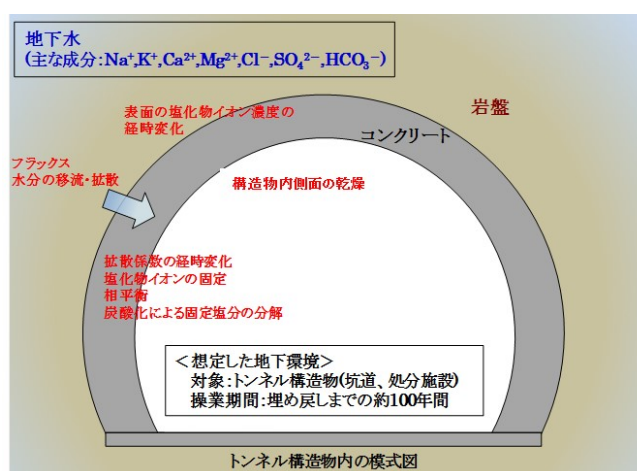 地下水
(主な成分:Na⁺,K⁺,Ca²⁺,Mg²⁺,Cl⁻,SO₄²⁻,HCO₃⁻)
岩盤
表面の塩化物イオン濃度の
経時変化
コンクリート
フラックス
水分の移流・拡散
構造物内側面の乾燥
拡散係数の経時変化
塩化物イオンの固定
相平衡
炭酸化による固定塩分の分解
<想定した地下環境>
対象:トンネル構造物(坑道、処分施設)
操業期間:埋め戻しまでの約100年間
トンネル構造物内の模式図